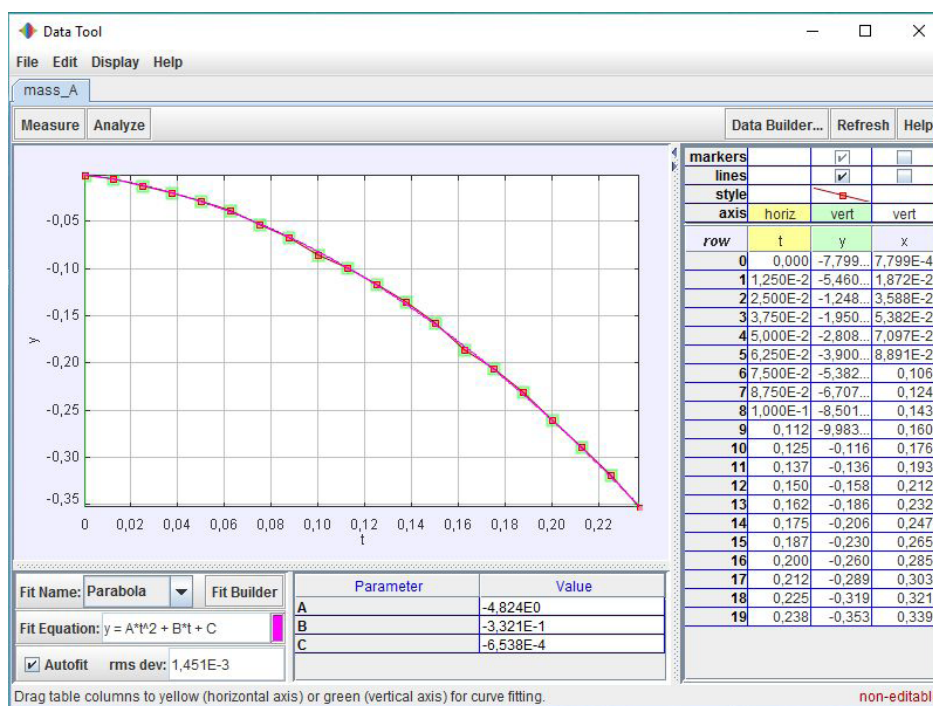 Data Tool
File Edit Display Help
mass_A
Measure Analyze Data Builder... Refresh Help
-0,05
-0,10
-0,15
-0,20
-0,25
-0,30
-0,35
y
0 0,02 0,04 0,06 0,08 0,10 0,12 0,14 0,16 0,18 0,20 0,22
t
markers
lines
style
axis horiz vert vert
row t y x
0 0,000 -7,799... 7,799E-4
1 1,250E-2 -5,460... 1,872E-2
2 2,500E-2 -1,248... 3,588E-2
3 3,750E-2 -1,950... 5,382E-2
4 5,000E-2 -2,808... 7,097E-2
5 6,250E-2 -3,900... 8,891E-2
6 7,500E-2 -5,382... 0,106
7 8,750E-2 -6,707... 0,124
8 1,000E-1 -8,501... 0,143
9 0,112 -9,983... 0,160
10 0,125 -0,116 0,176
11 0,137 -0,136 0,193
12 0,150 -0,158 0,212
13 0,162 -0,186 0,232
14 0,175 -0,206 0,247
15 0,187 -0,230 0,265
16 0,200 -0,260 0,285
17 0,212 -0,289 0,303
18 0,225 -0,319 0,321
19 0,238 -0,353 0,339
Fit Name: Parabola Fit Builder
Fit Equation: y = A*t^2 + B*t + C
Autofit rms dev: 1,451E-3
Parameter Value
A -4,824E0
B -3,321E-1
C -6,538E-4
Drag table columns to yellow (horizontal axis) or green (vertical axis) for curve fitting. non-editabl